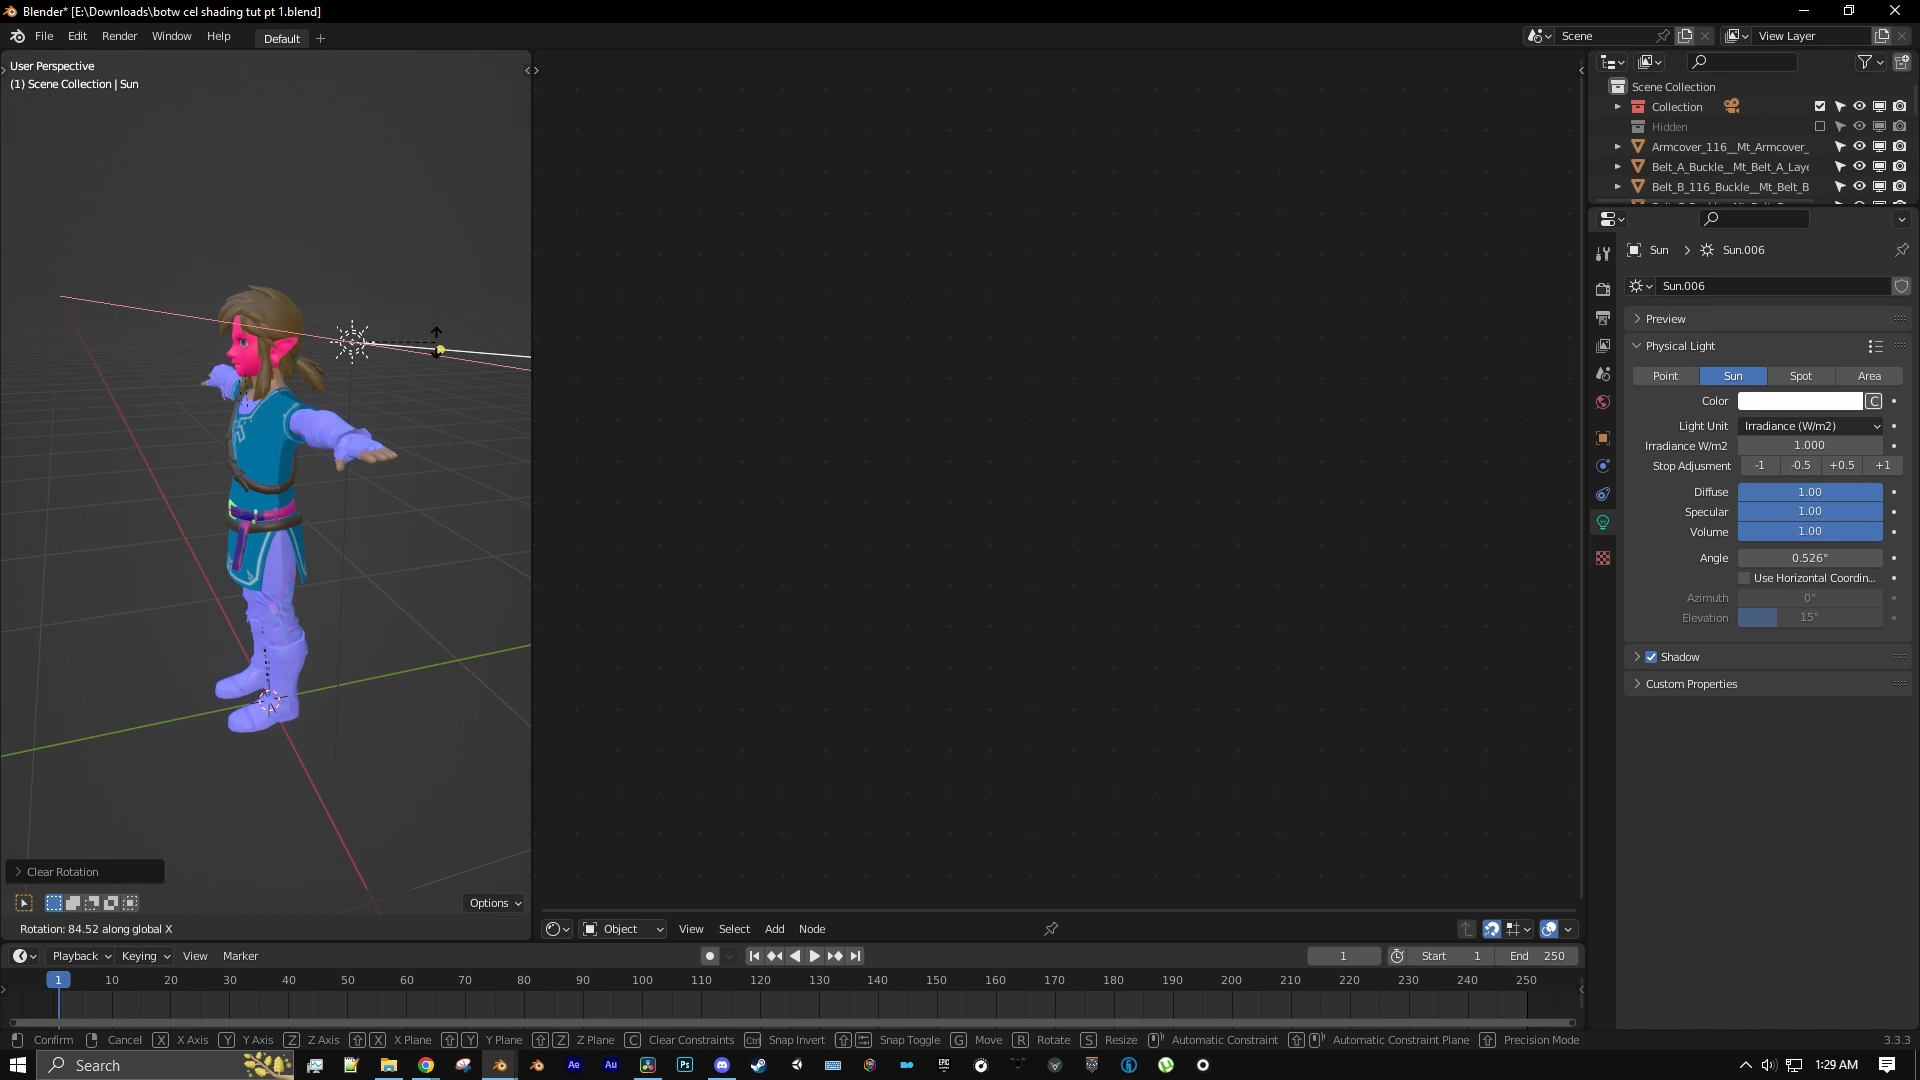 Blender* [E:\Downloads\botw cel shading tut pt 1.blend]
File Edit Render Window Help Default
Scene View Layer
User Perspective
(1) Scene Collection | Sun
Scene Collection
Collection
Hidden
Armcover_116__Mt_Armcover_
Belt_A_Buckle__Mt_Belt_A_Laye
Belt_B_116_Buckle__Mt_Belt_B
Sun Sun.006
Sun.006
Preview
Physical Light
Point Sun Spot Area
Color C
Light Unit Irradiance (W/m2)
Irradiance W/m2 1.000
Stop Adjusment -1 -0.5 +0.5 +1
Diffuse 1.00
Specular 1.00
Volume 1.00
Angle 0.526°
Use Horizontal Coordin...
Azimuth 0°
Elevation 15°
Shadow
Custom Properties
Clear Rotation
Options
Rotation: 84.52 along global X
Object View Select Add Node
Playback Keying View Marker
1 Start 1 End 250
1 10 20 30 40 50 60 70 80 90 100 110 120 130 140 150 160 170 180 190 200 210 220 230 240 250
Confirm Cancel X X Axis Y Y Axis Z Z Axis X X Plane Y Y Plane Z Z Plane C Clear Constraints Ctrl Snap Invert Snap Toggle G Move R Rotate S Resize Automatic Constraint Automatic Constraint Plane Precision Mode 3.3.3
Search Ae Au Ps EPIC 1:29 AM